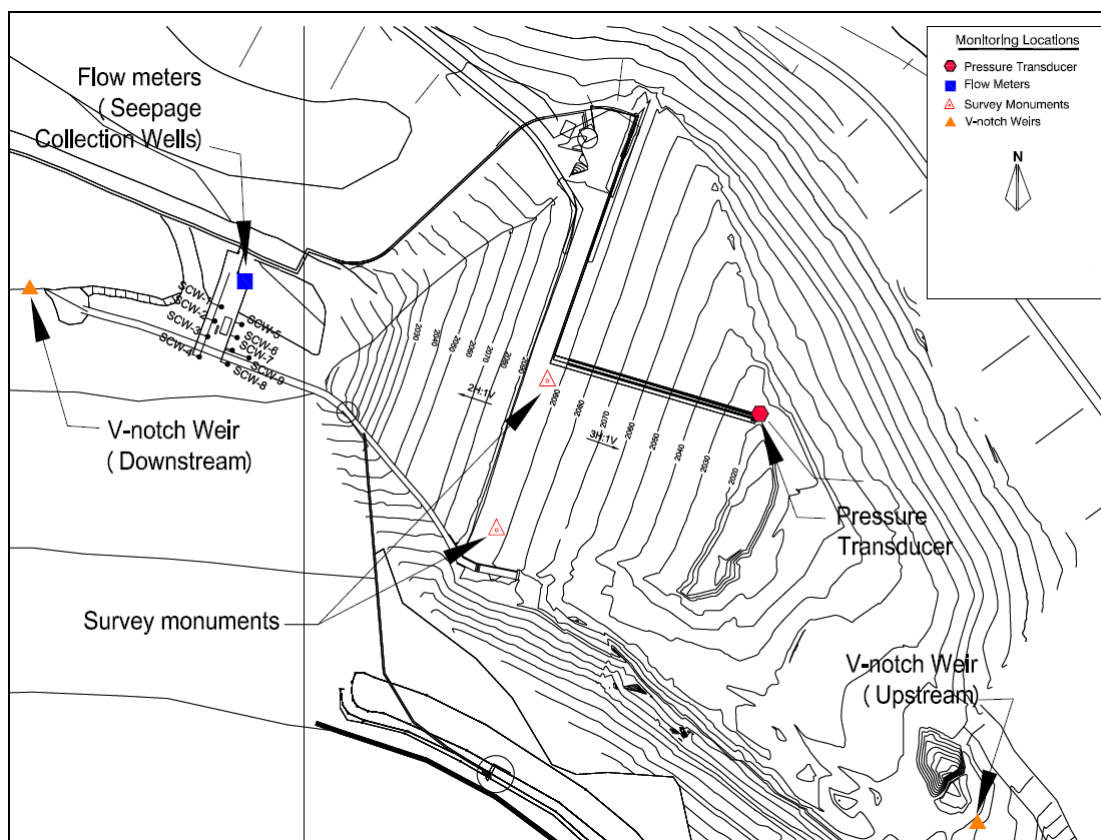 Monitoring Locations
Pressure Transducer
Flow Meters
Survey Monuments
V-notch Weirs
N
Flow meters
( Seepage
Collection Wells)
SCW-1
SCW-2
SCW-3
SCW-4
SCW-5
SCW-6
SCW-7
SCW-9
SCW-8
2030
2040
2060
2070
2080
2090
2H:1V
2090
2080
2070
2060
2050
2040
2030
2020
3H:1V
V-notch Weir
( Downstream)
Pressure
Transducer
Survey monuments
V-notch Weir
( Upstream)